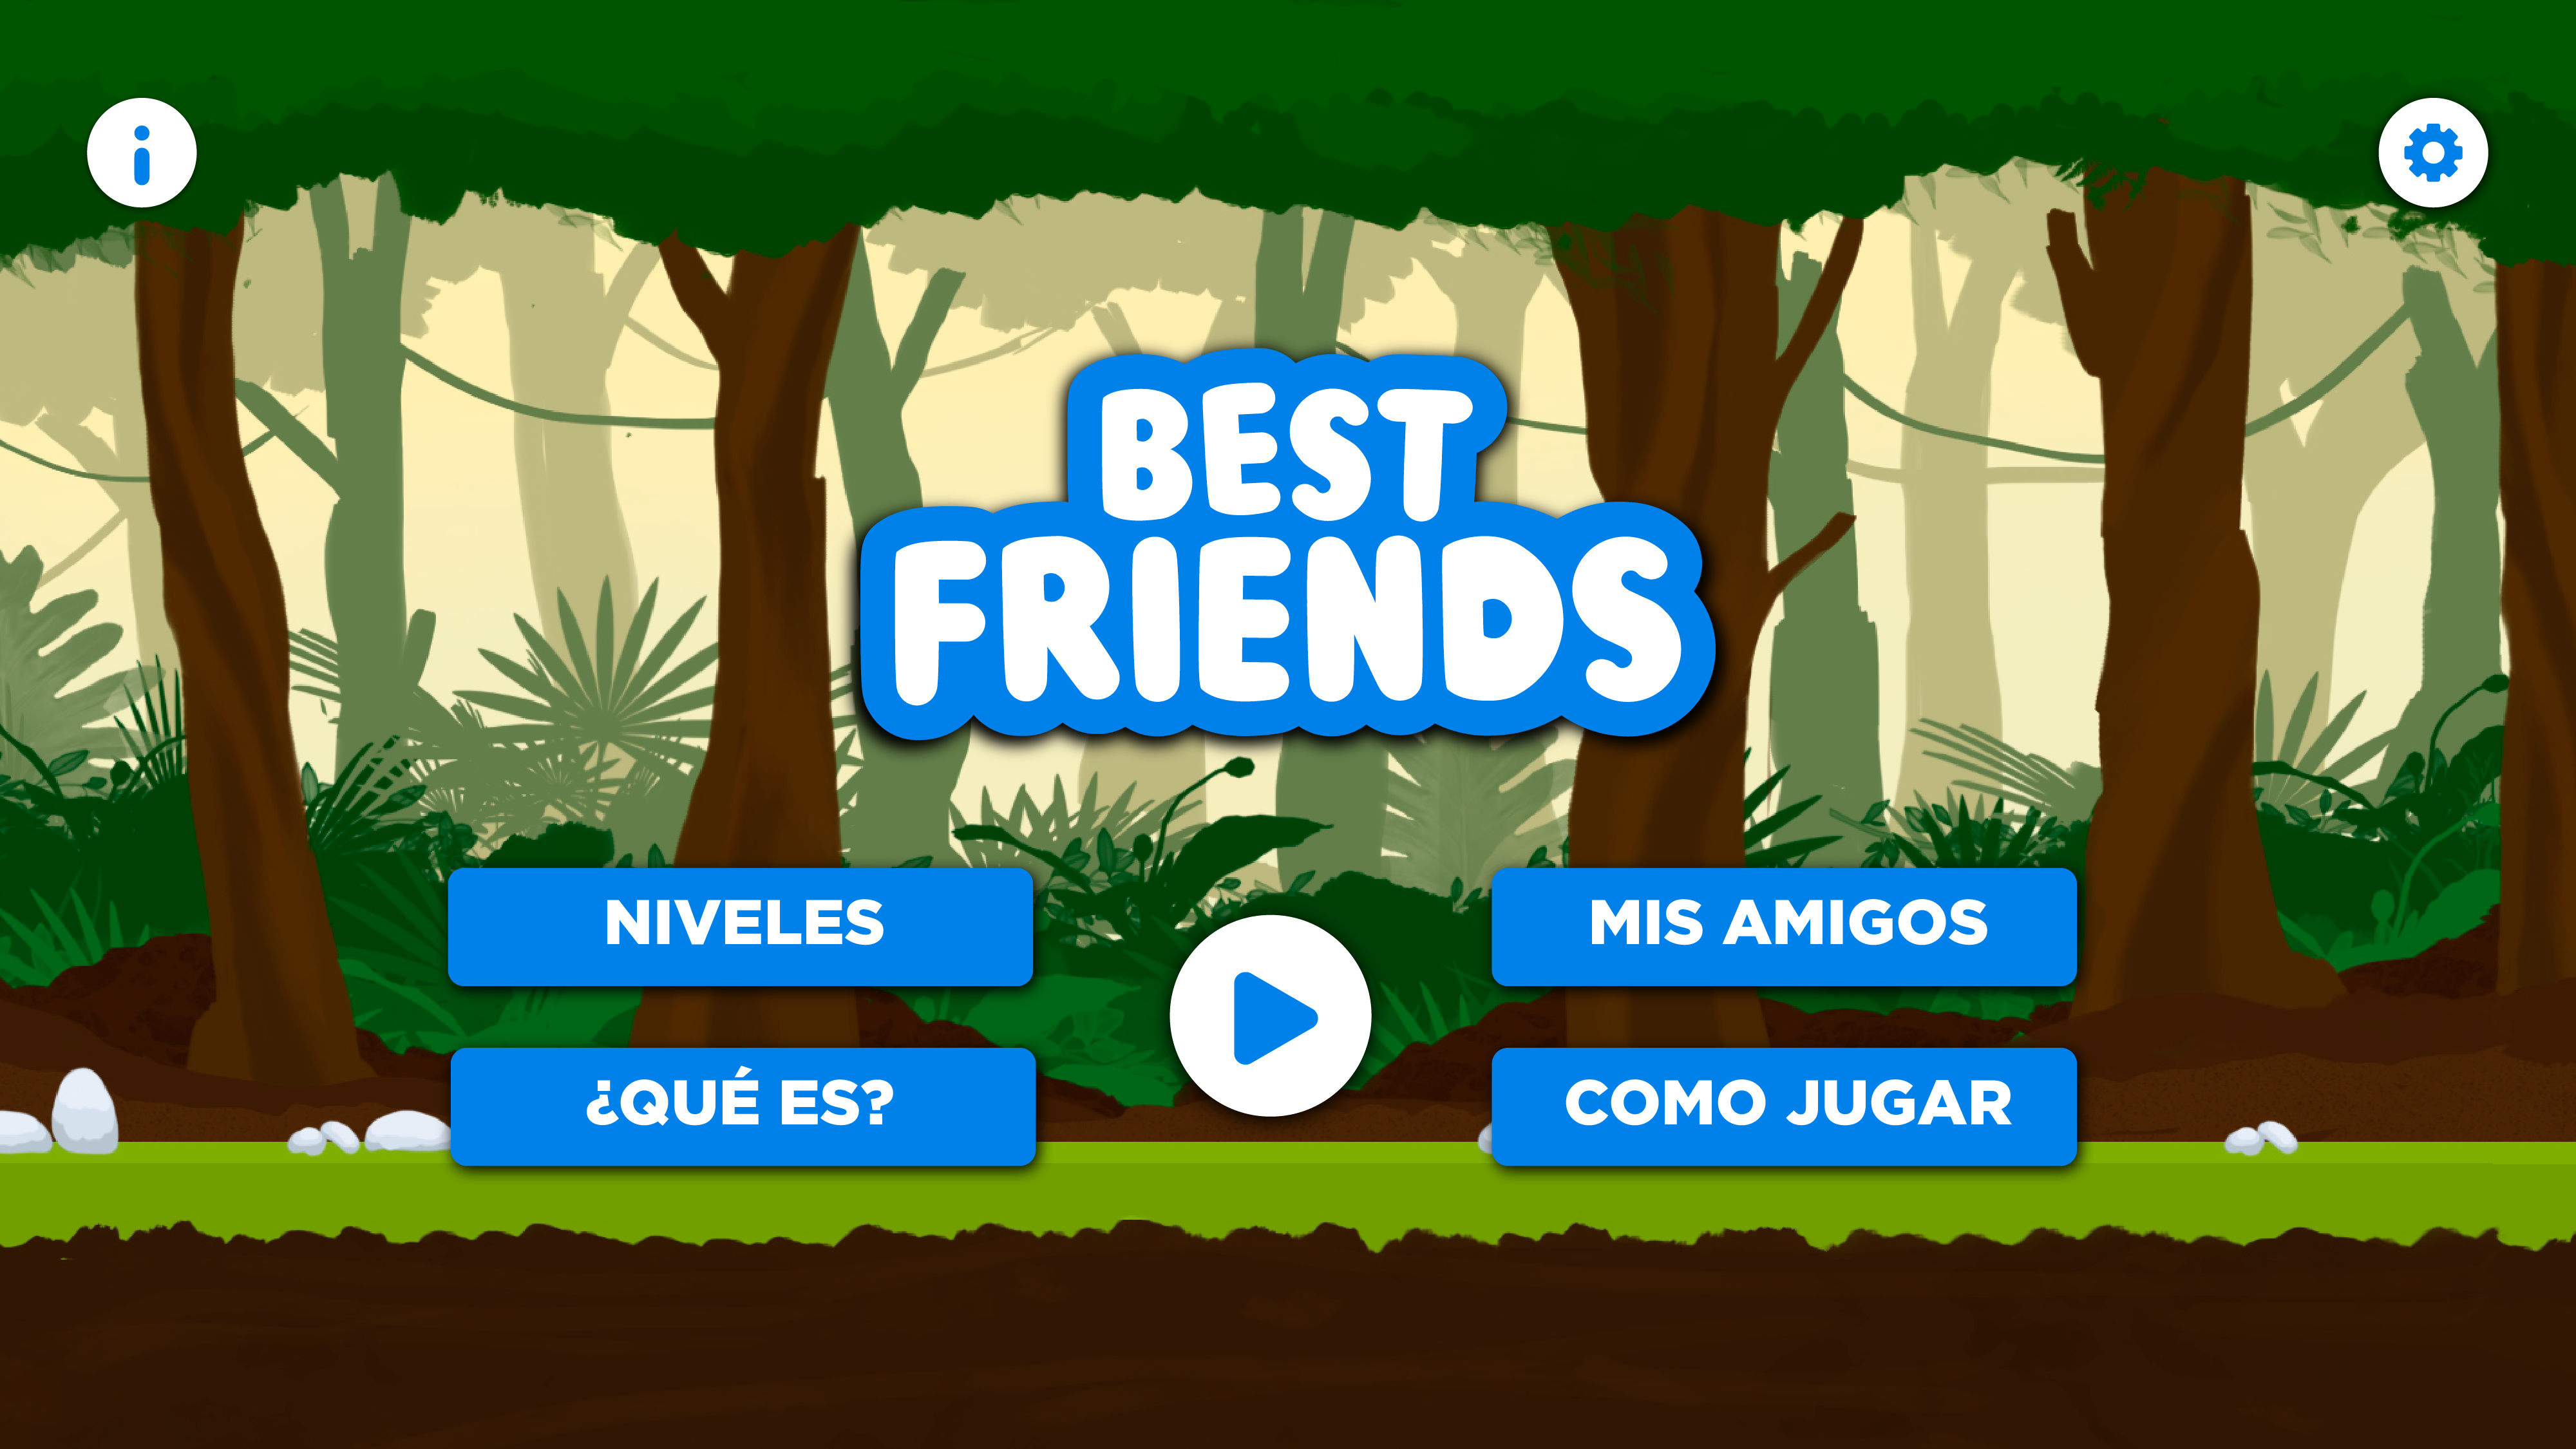 BEST
FRIENDS
NIVELES
MIS AMIGOS
¿QUÉ ES?
COMO JUGAR